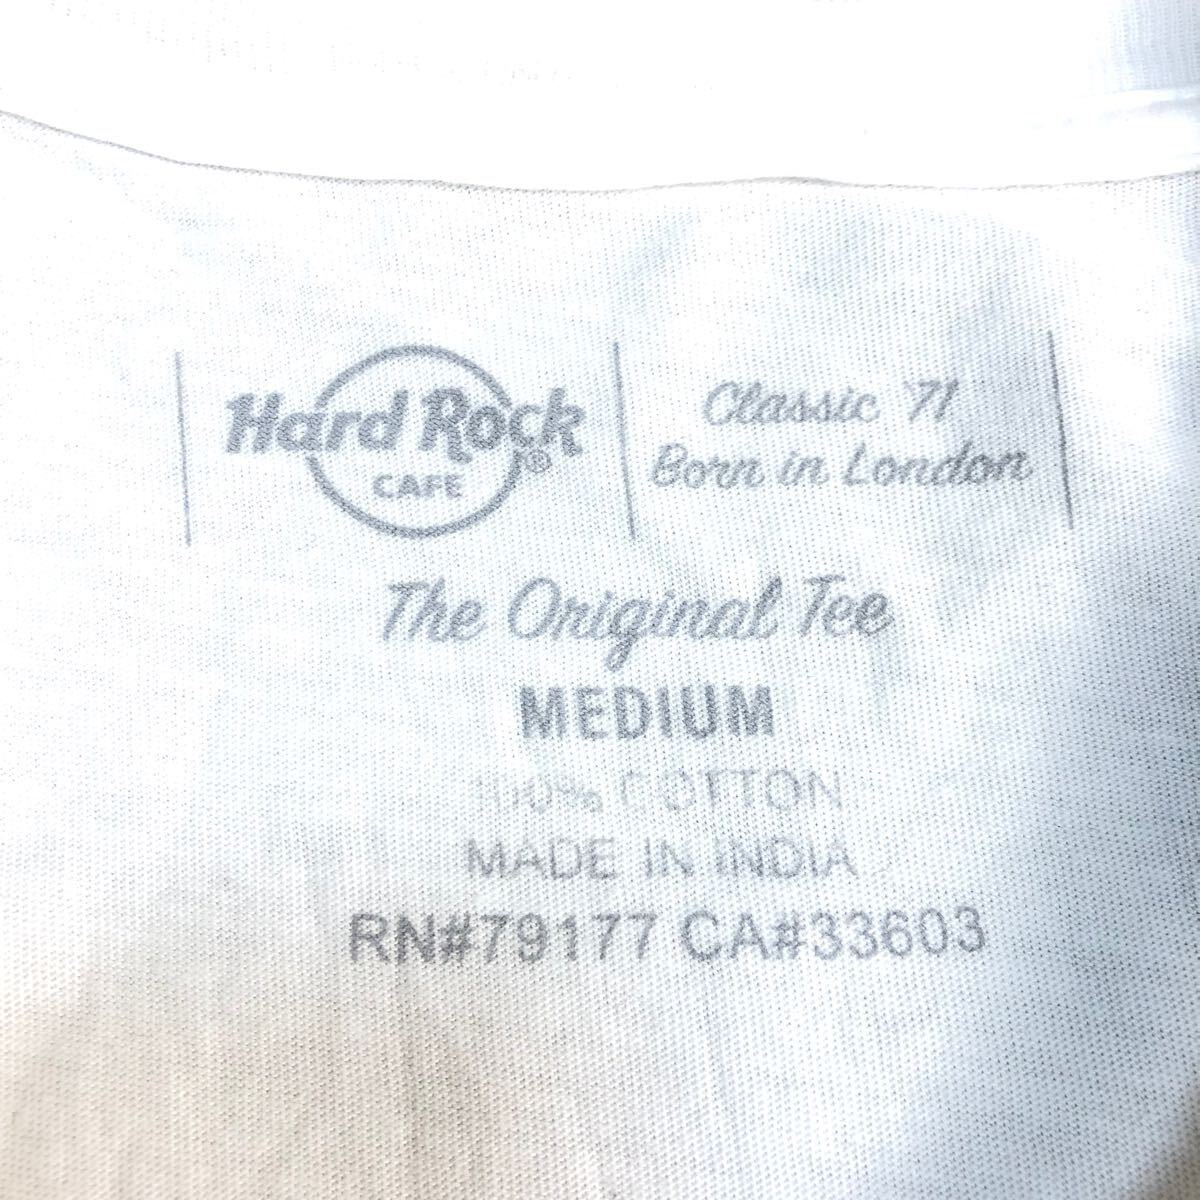 Hard Rock®
CAFE
Classic '71
Born in London
The Original Tee
MEDIUM
100% COTTON
MADE IN INDIA
RN#79177 CA#33603